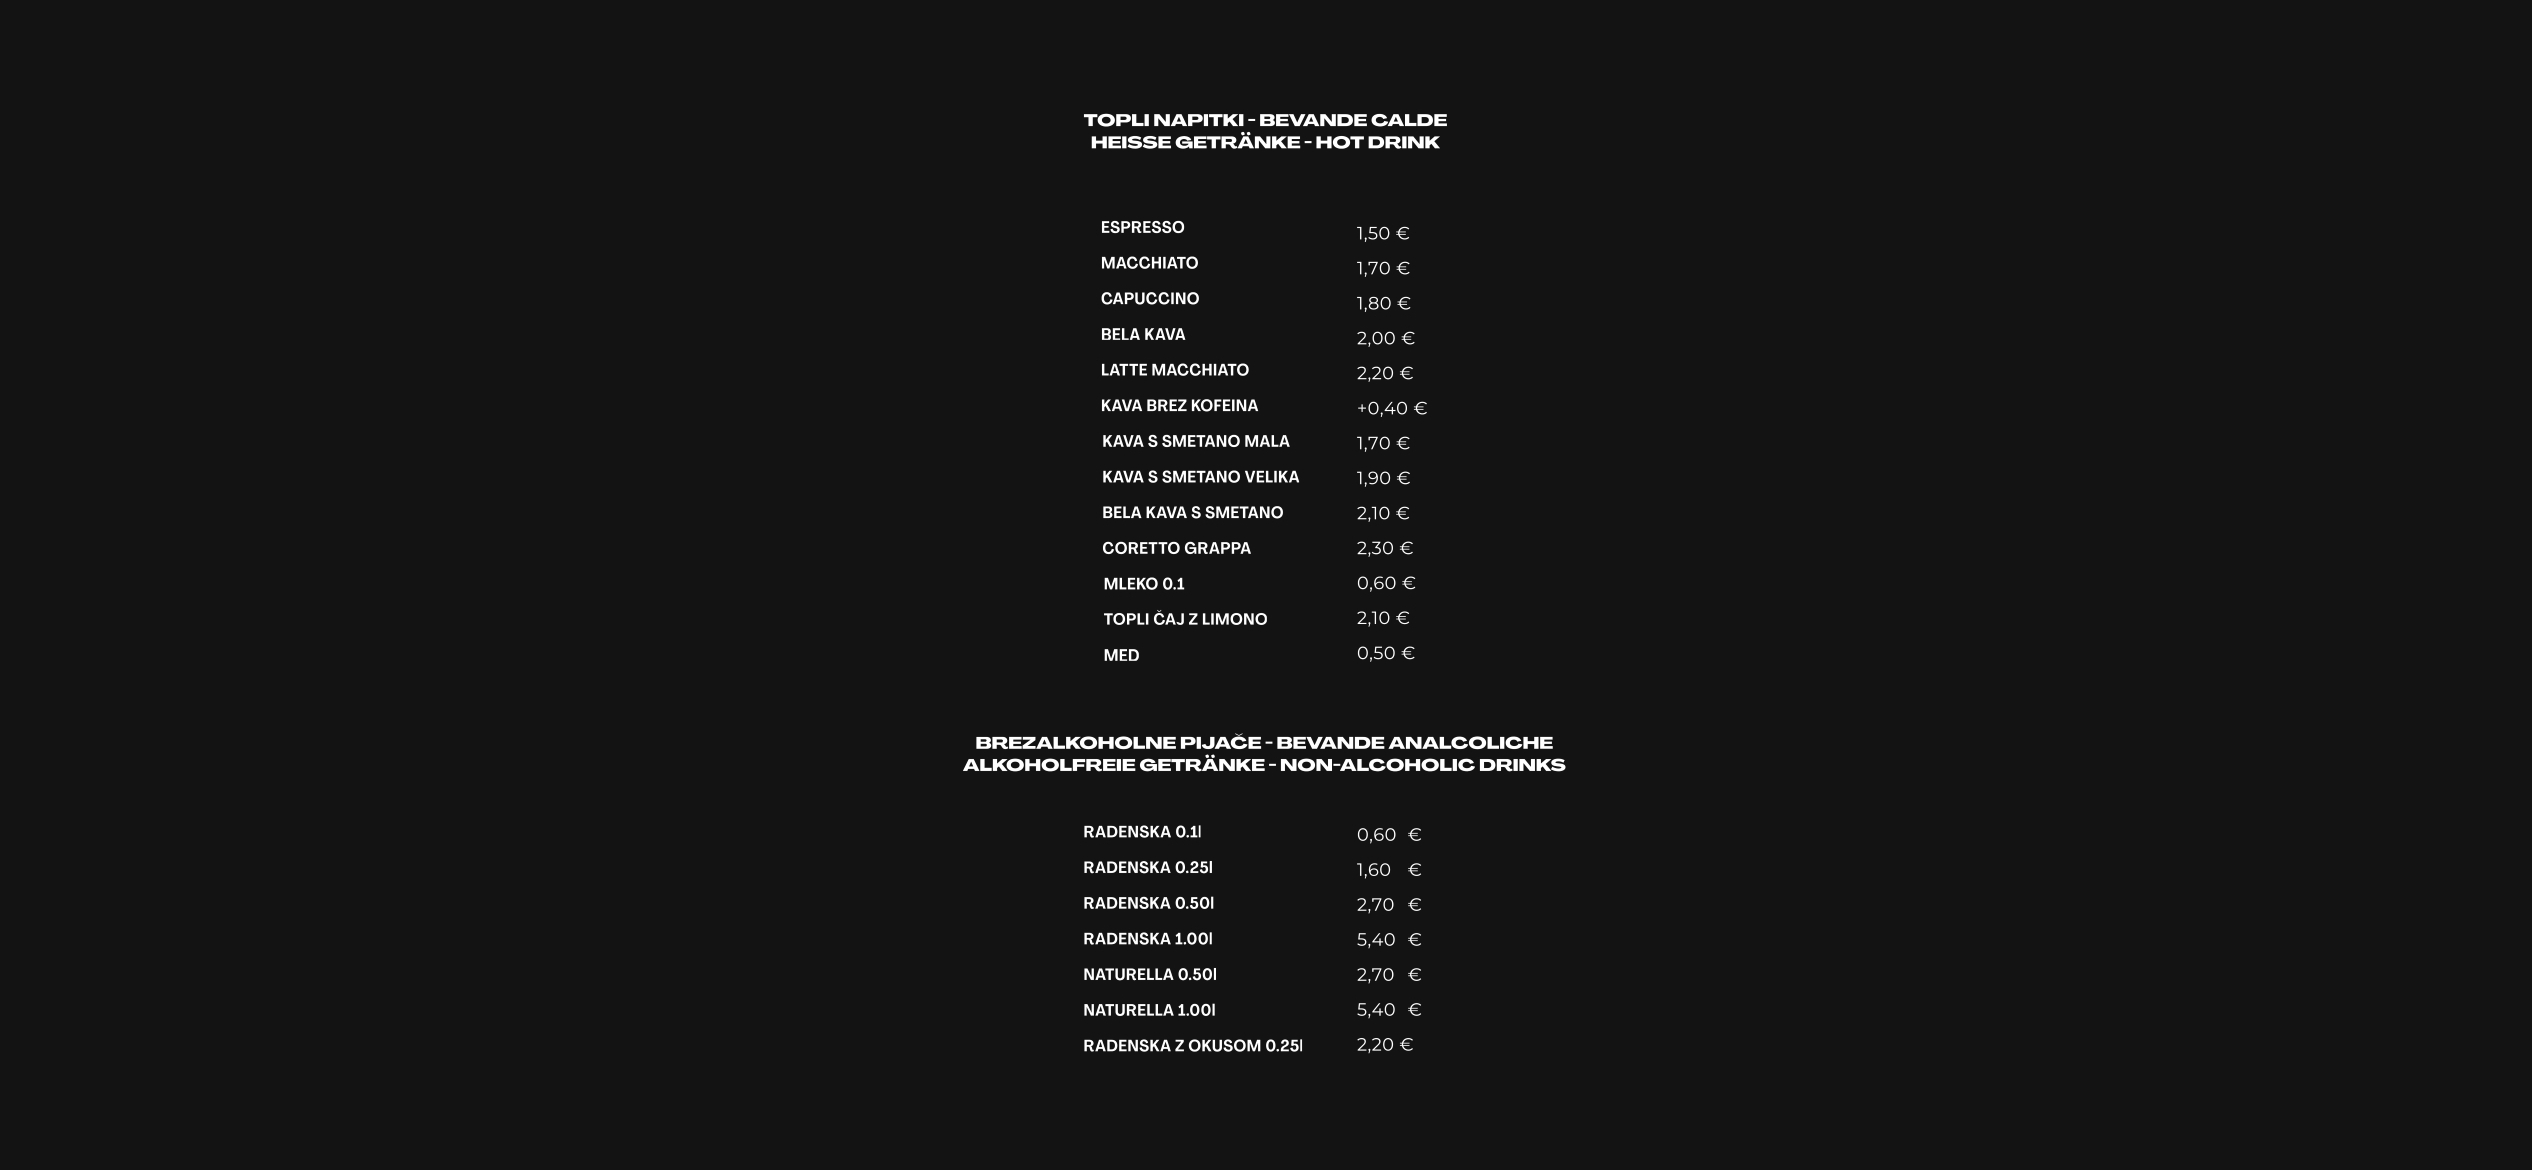 TOPLI NAPITKI - BEVANDE CALDE
HEISSE GETRÄNKE - HOT DRINK
ESPRESSO 1,50 €
MACCHIATO 1,70 €
CAPUCCINO 1,80 €
BELA KAVA 2,00 €
LATTE MACCHIATO 2,20 €
KAVA BREZ KOFEINA +0,40 €
KAVA S SMETANO MALA 1,70 €
KAVA S SMETANO VELIKA 1,90 €
BELA KAVA S SMETANO 2,10 €
CORETTO GRAPPA 2,30 €
MLEKO 0.1 0,60 €
TOPLI ČAJ Z LIMONO 2,10 €
MED 0,50 €
BREZALKOHOLNE PIJAČE - BEVANDE ANALCOLICHE
ALKOHOLFREIE GETRÄNKE - NON-ALCOHOLIC DRINKS
RADENSKA 0.1l 0,60 €
RADENSKA 0.25l 1,60 €
RADENSKA 0.50l 2,70 €
RADENSKA 1.00l 5,40 €
NATURELLA 0.50l 2,70 €
NATURELLA 1.00l 5,40 €
RADENSKA Z OKUSOM 0.25l 2,20 €